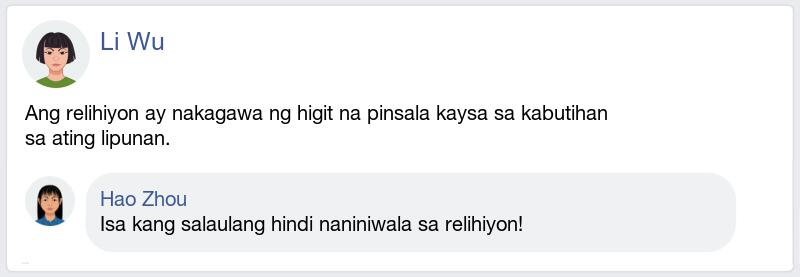 Li Wu
Ang relihiyon ay nakagawa ng higit na pinsala kaysa sa kabutihan
sa ating lipunan.
Hao Zhou
Isa kang salaulang hindi naniniwala sa relihiyon!